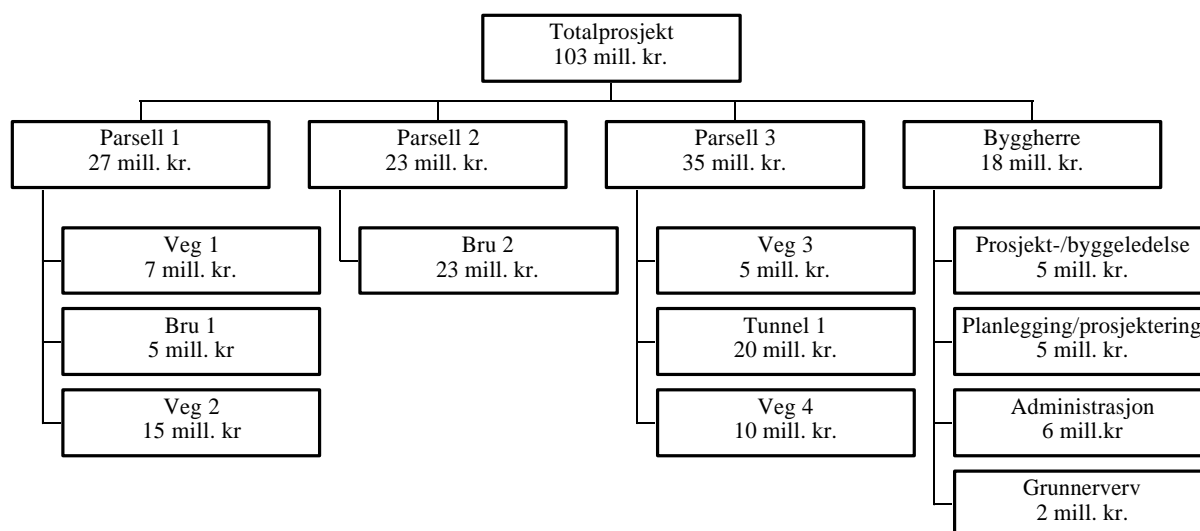 Totalprosjekt
103 mill. kr.
Parsell 1
27 mill. kr.
Parsell 2
23 mill. kr.
Parsell 3
35 mill. kr.
Byggherre
18 mill. kr.
Veg 1
7 mill. kr.
Bru 1
5 mill. kr
Veg 2
15 mill. kr
Bru 2
23 mill. kr.
Veg 3
5 mill. kr.
Tunnel 1
20 mill. kr.
Veg 4
10 mill. kr.
Prosjekt-/byggeledelse
5 mill. kr.
Planlegging/prosjektering
5 mill. kr.
Administrasjon
6 mill.kr
Grunnerverv
2 mill. kr.